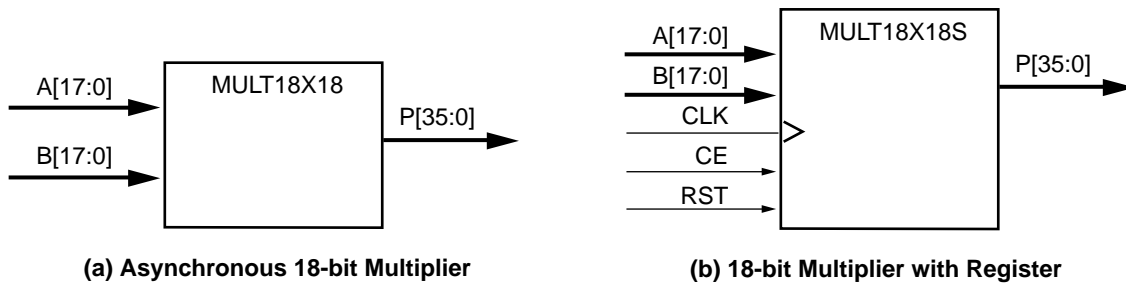 A[17:0]
B[17:0]
MULT18X18
P[35:0]
(a) Asynchronous 18-bit Multiplier
A[17:0]
B[17:0]
CLK
CE
RST
MULT18X18S
P[35:0]
(b) 18-bit Multiplier with Register